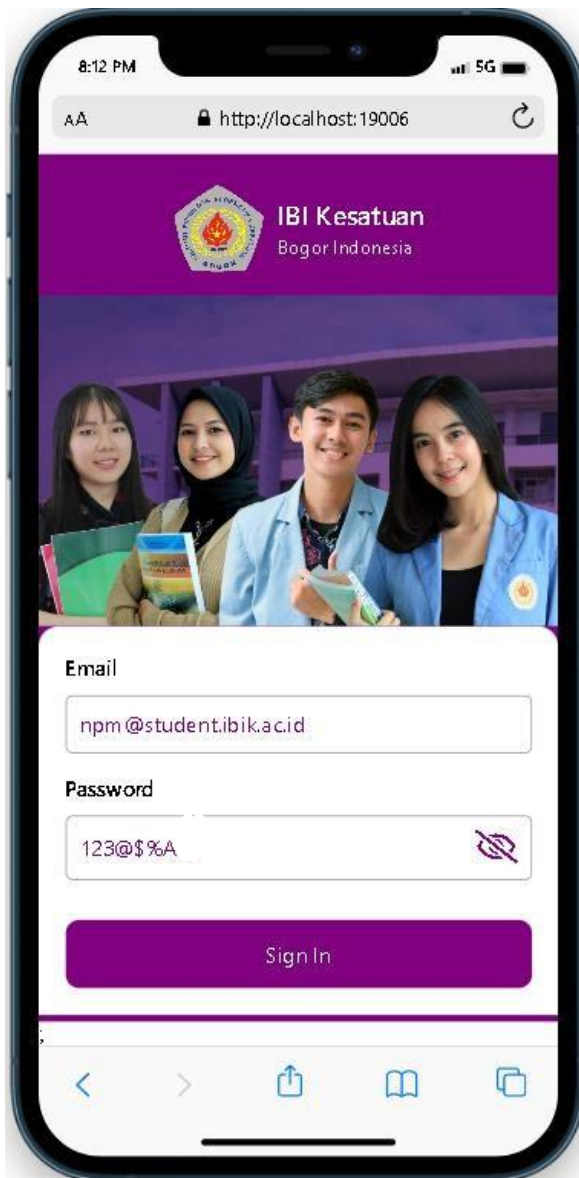 8:12 PM
5G
AA
http://localhost:19006
IBI Kesatuan
Bogor Indonesia
BOGOR
Email
npm@student.ibik.ac.id
Password
123@$%A
Sign In
;